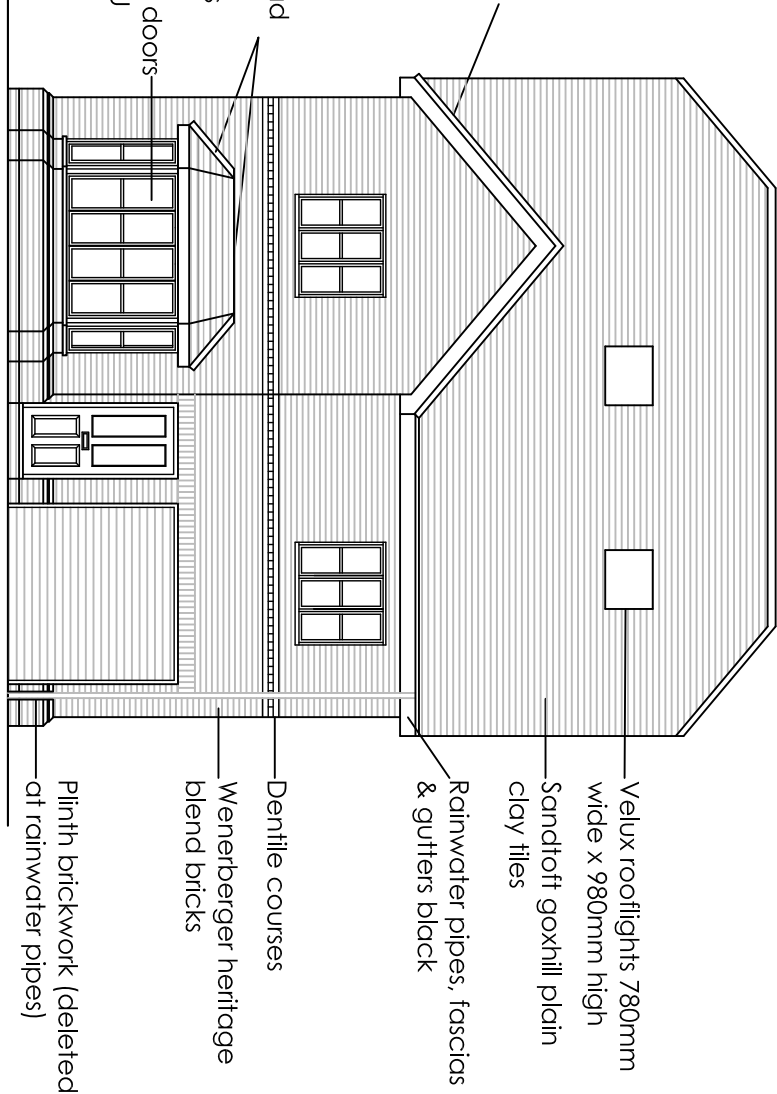 doors
Velux rooflights 780mm
wide x 980mm high
Sandtoft goxhill plain
clay tiles
Rainwater pipes, fascias
& gutters black
Dentile courses
Wenerberger heritage
blend bricks
Plinth brickwork (deleted
at rainwater pipes)